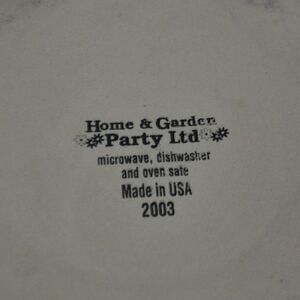 Home & Garden
Party Ltd
microwave, dishwasher
and oven safe
Made in USA
2003